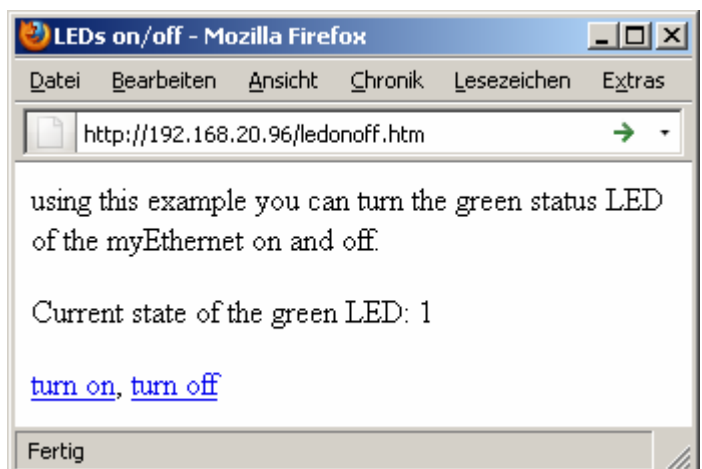 LEDs on/off - Mozilla Firefox
Datei Bearbeiten Ansicht Chronik Lesezeichen Extras
http://192.168.20.96/ledonoff.htm
using this example you can turn the green status LED
of the myEthernet on and off.
Current state of the green LED: 1
turn on, turn off
Fertig